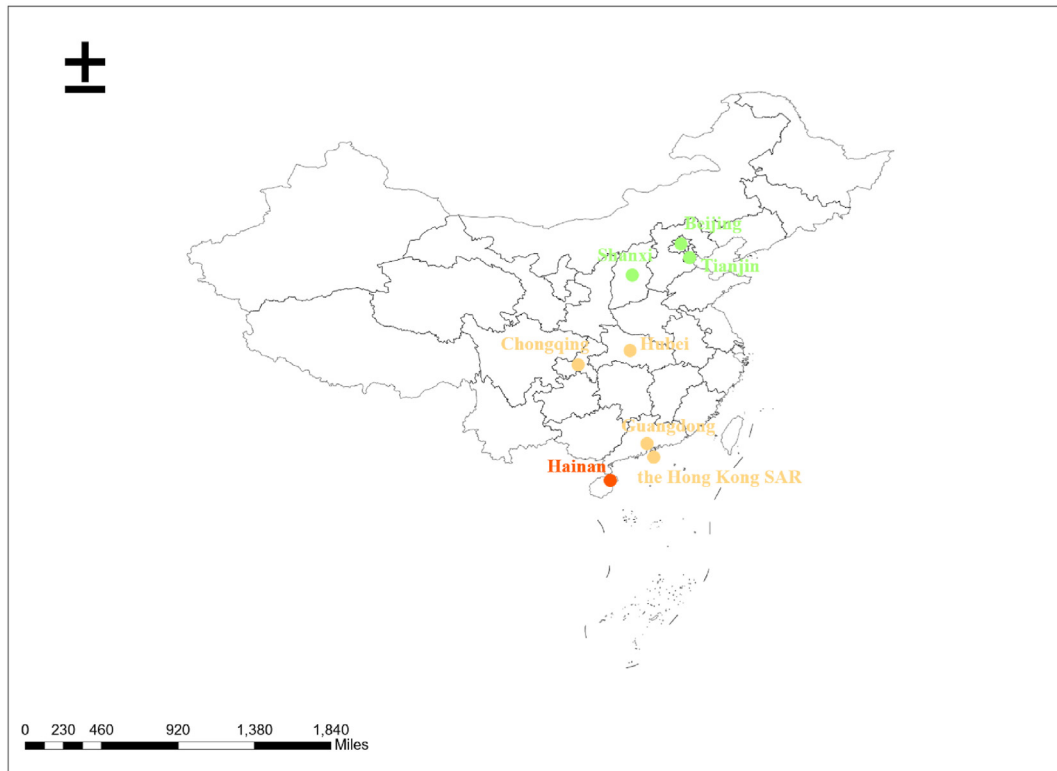 ±
Beijing
Shanxi
Tianjin
Chongqing
Hubei
Guangdong
Hainan
the Hong Kong SAR
0 230 460 920 1,380 1,840
Miles